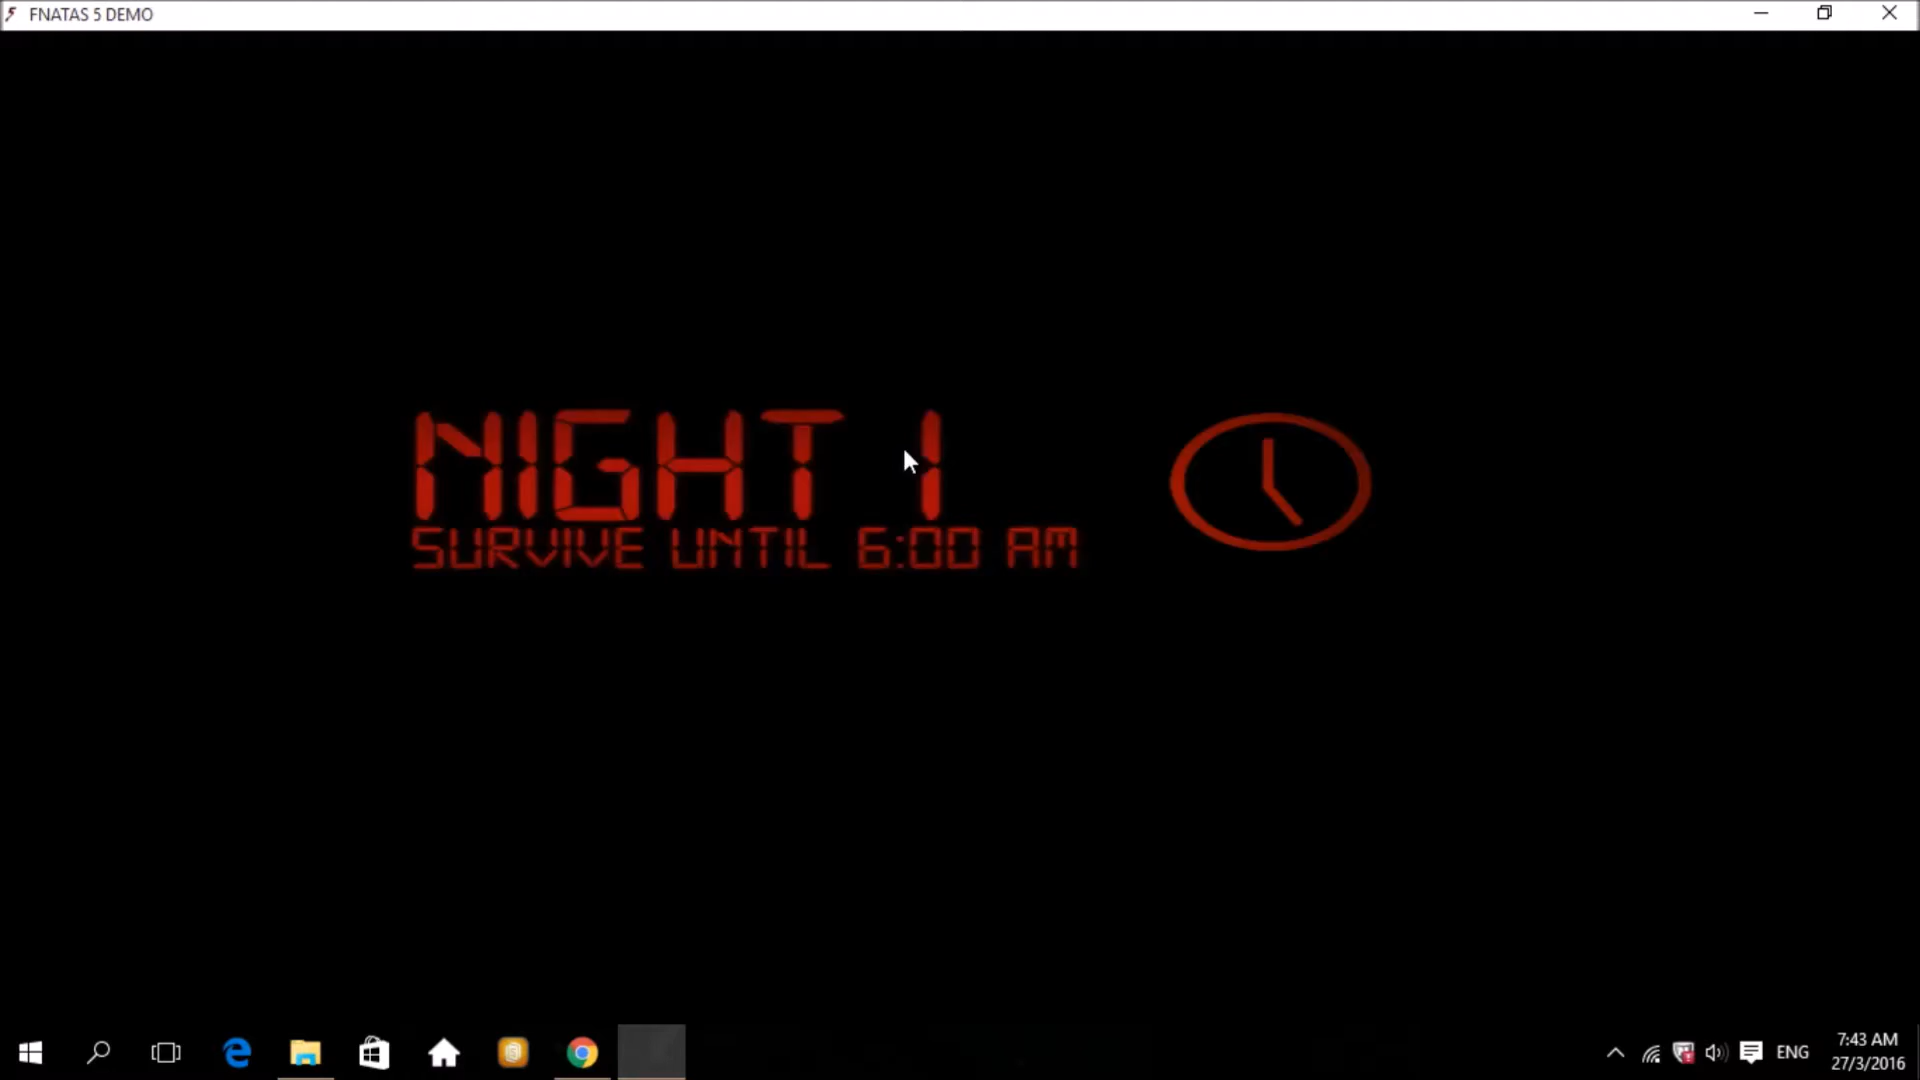 FNATAS 5 DEMO
NIGHT 1
SURVIVE UNTIL 6:00 AM
ENG
7:43 AM
27/3/2016